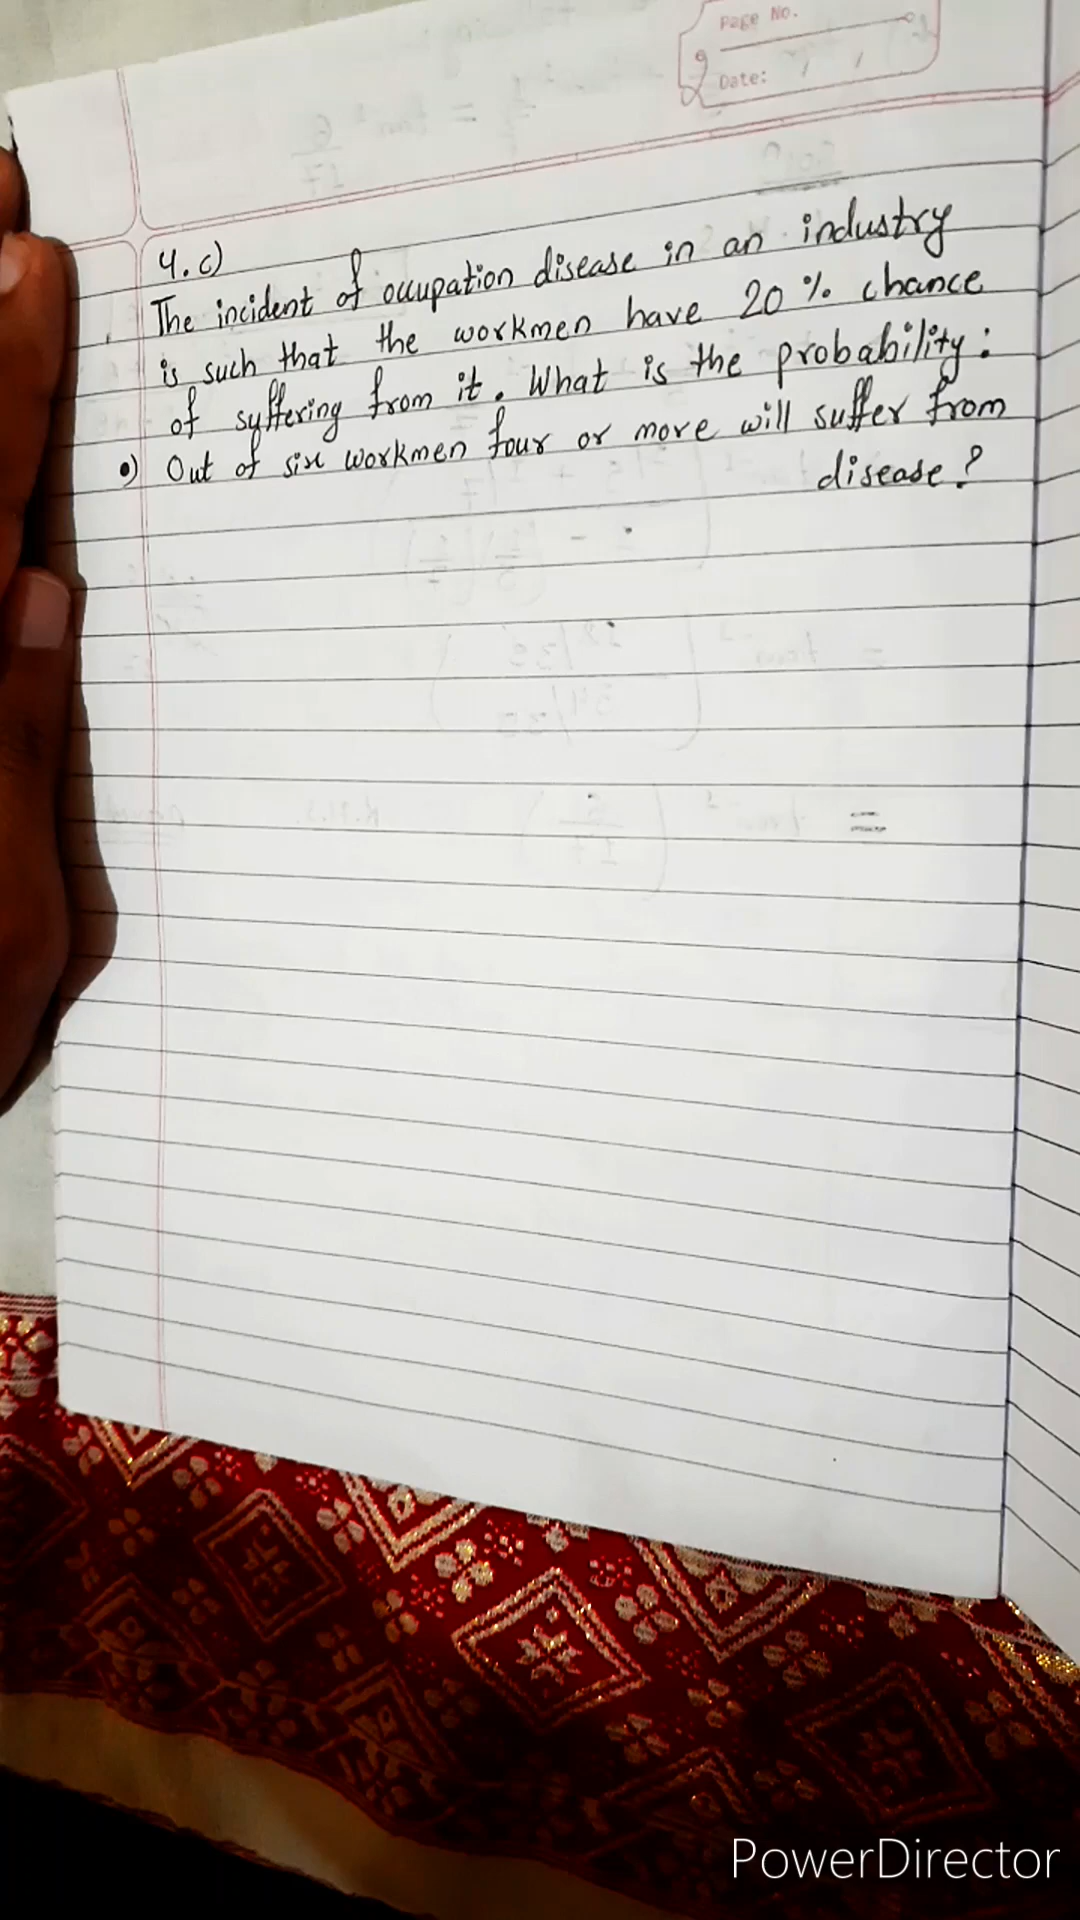 Page No.
Date:
4.c)
The incident of occupation disease in an industry
is such that the workmen have 20 % chance
of suffering from it. What is the probability:
•) Out of six workmen four or more will suffer from
disease?
PowerDirector